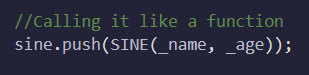 //Calling it like a function
sine.push(SINE(_name, _age));